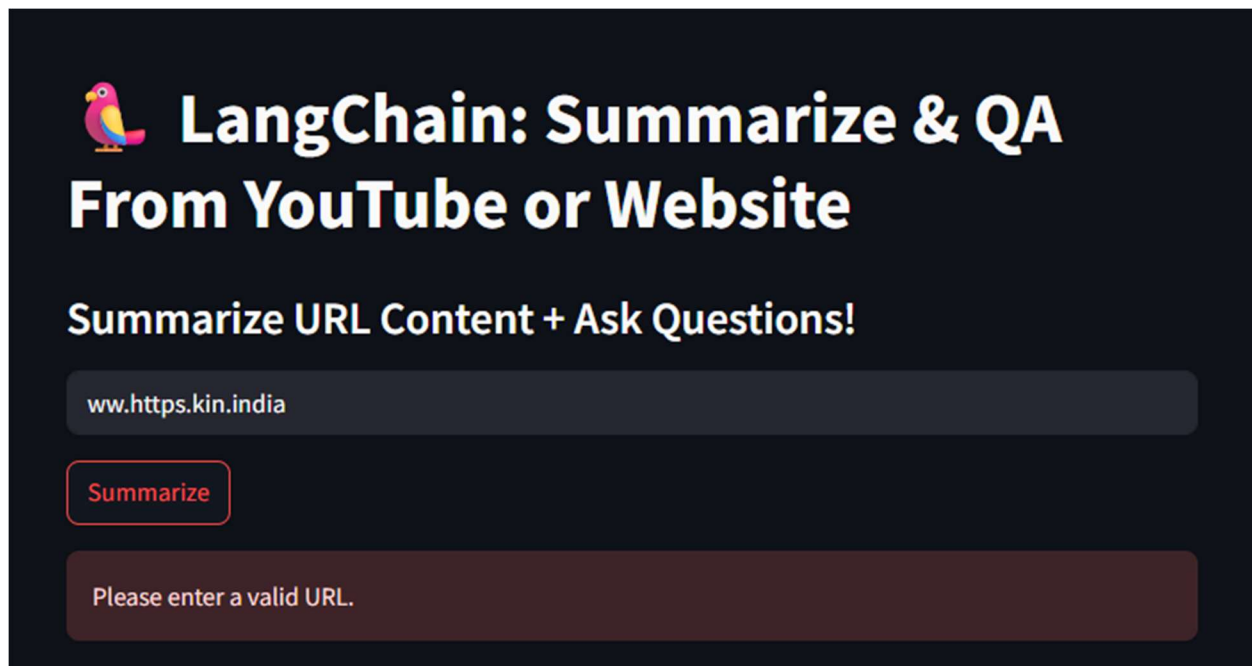 LangChain: Summarize & QA
From YouTube or Website
Summarize URL Content + Ask Questions!
ww.https.kin.india
Summarize
Please enter a valid URL.